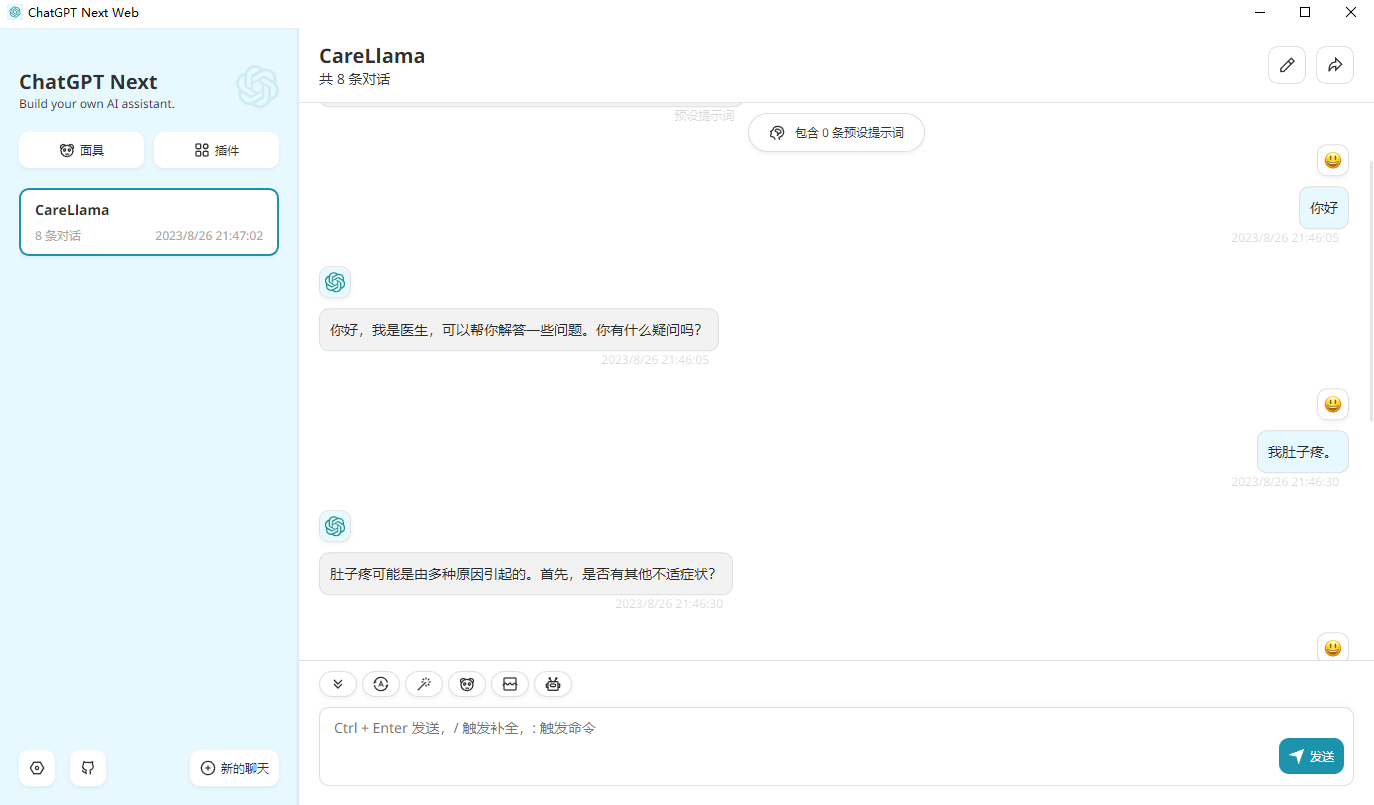 ChatGPT Next Web
ChatGPT Next
Build your own AI assistant.
面具
插件
CareLlama
8 条对话
2023/8/26 21:47:02
新的聊天
CareLlama
共 8 条对话
预设提示词
包含 0 条预设提示词
你好
2023/8/26 21:46:05
你好，我是医生，可以帮你解答一些问题。你有什么疑问吗？
2023/8/26 21:46:05
我肚子疼。
2023/8/26 21:46:30
肚子疼可能是由多种原因引起的。首先，是否有其他不适症状？
2023/8/26 21:46:30
Ctrl + Enter 发送，/ 触发补全，: 触发命令
发送